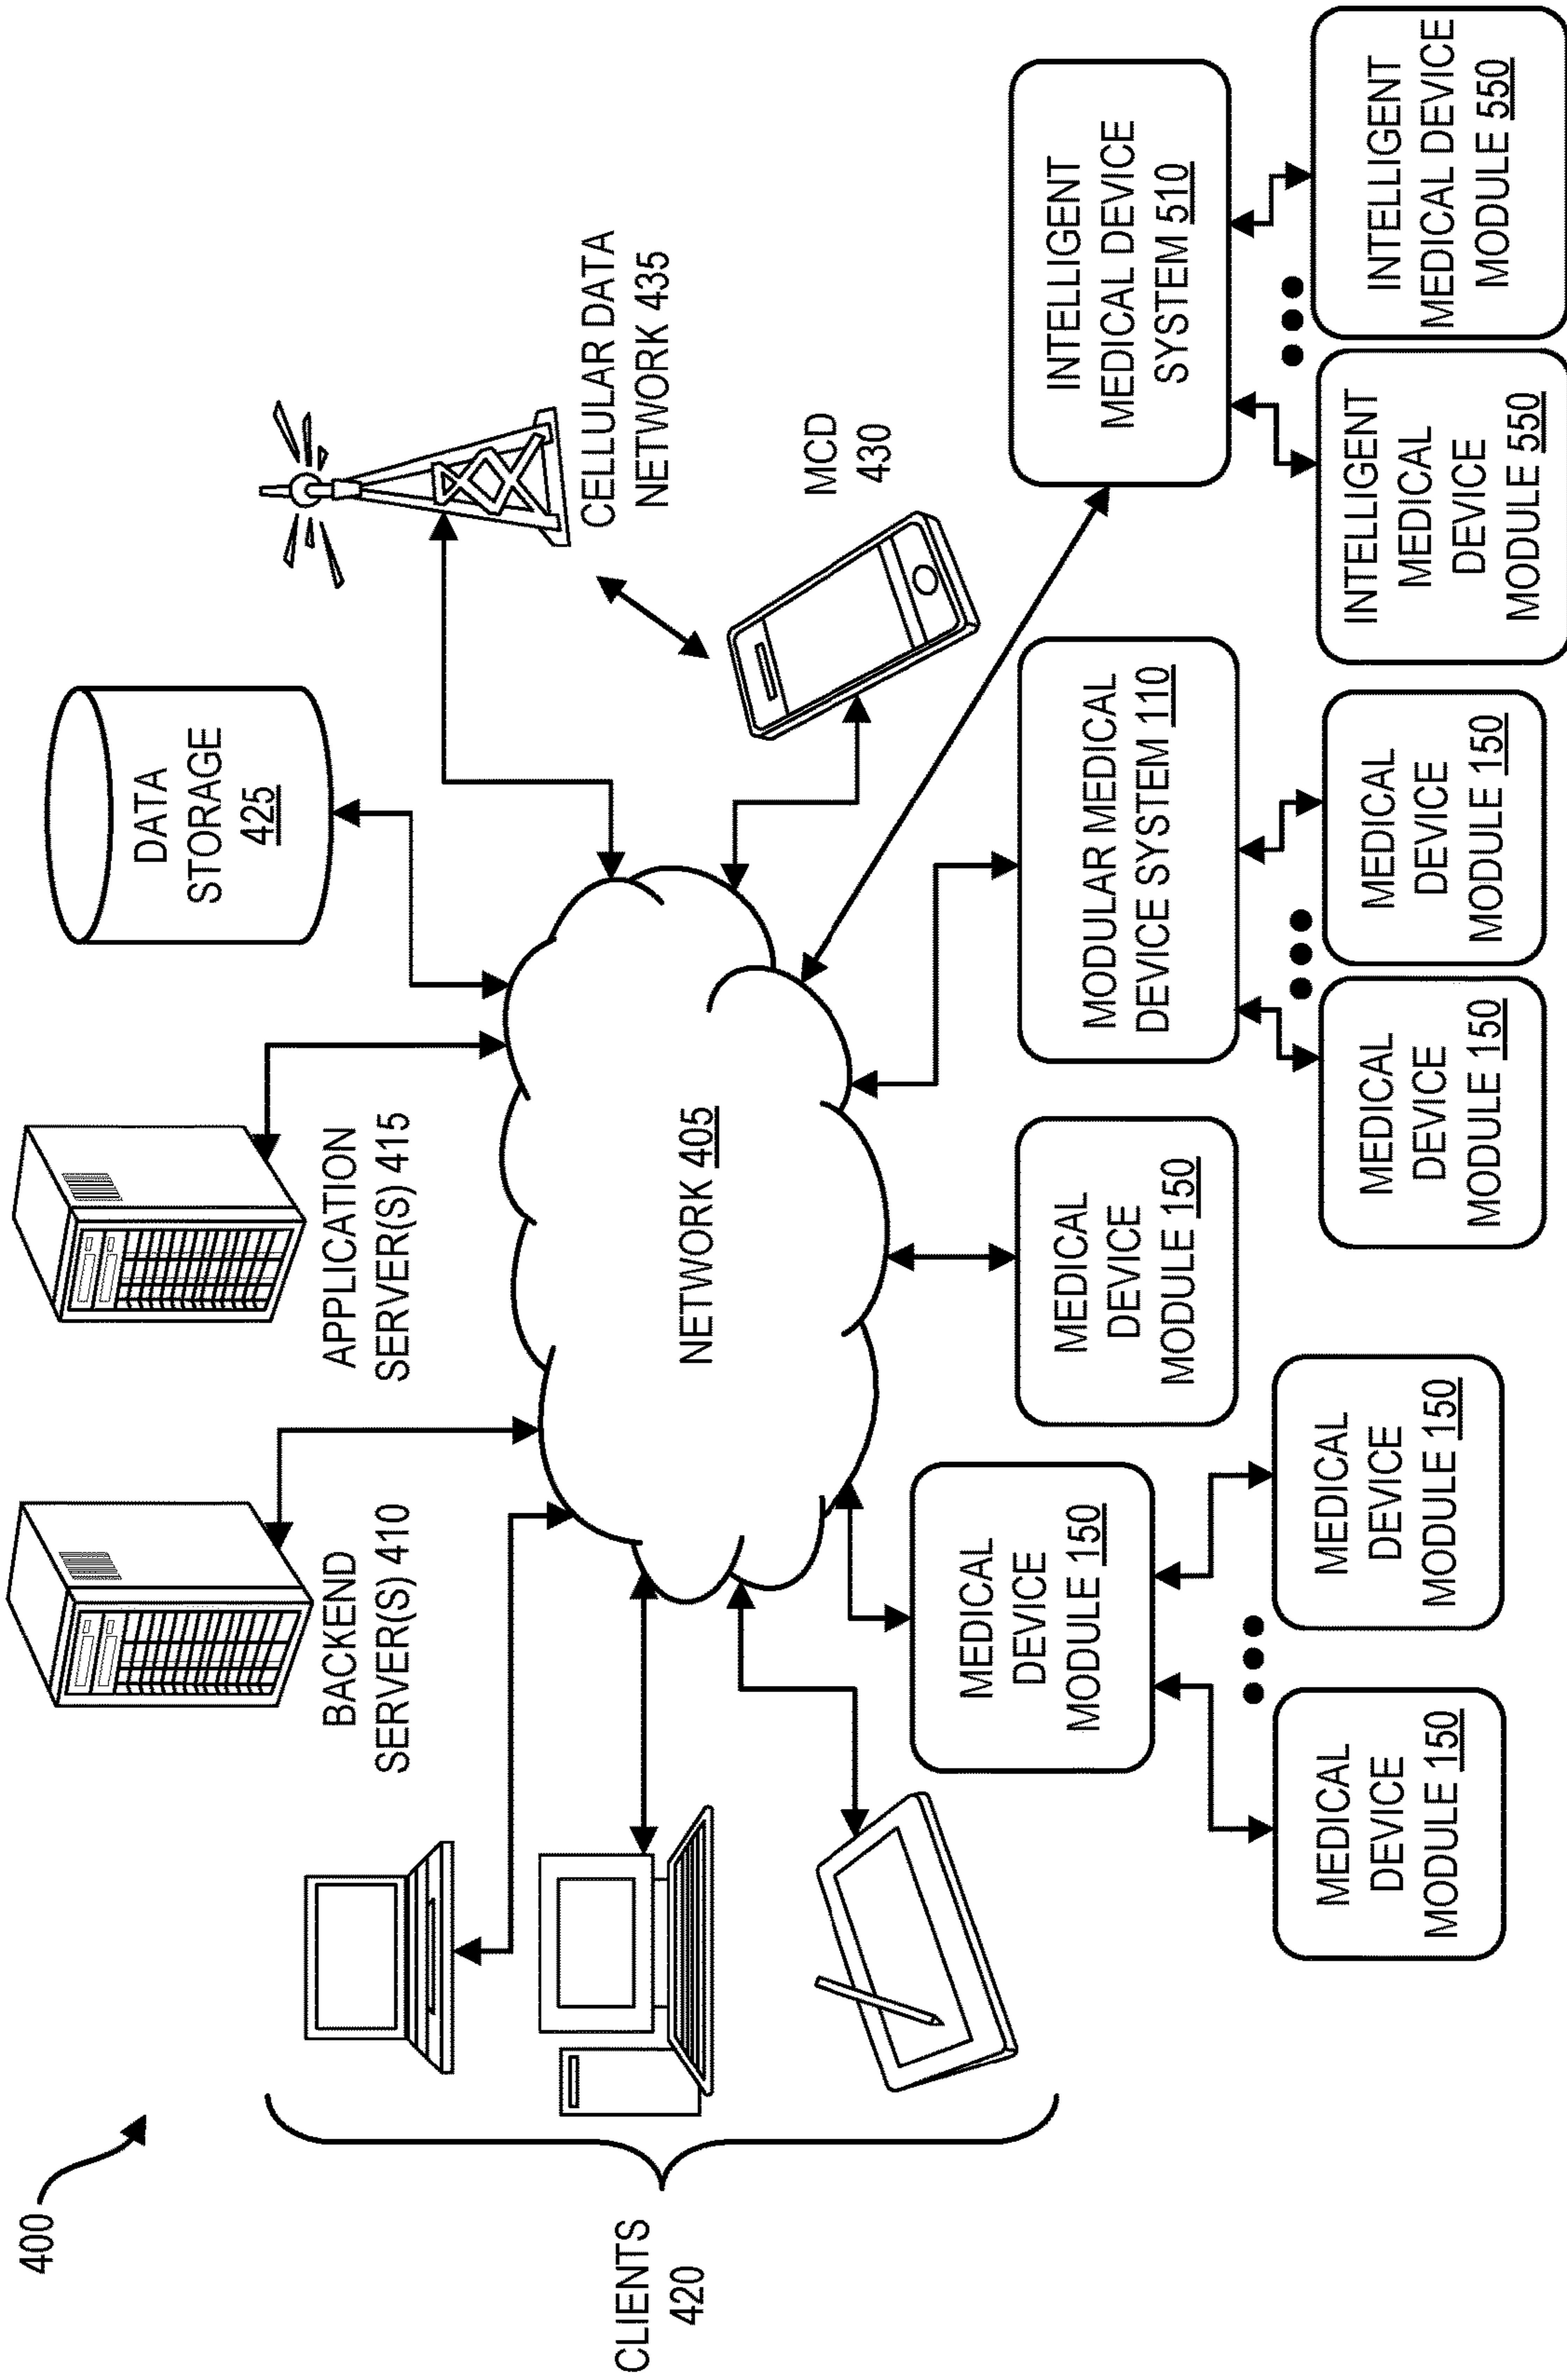 400
BACKEND
SERVER(S) 410
APPLICATION
SERVER(S) 415
DATA
STORAGE
425
CELLULAR DATA
NETWORK 435
CLIENTS
420
NETWORK 405
MCD
430
MEDICAL
DEVICE
MODULE 150
MEDICAL
DEVICE
MODULE 150
MODULAR MEDICAL
DEVICE SYSTEM 110
INTELLIGENT
MEDICAL DEVICE
SYSTEM 510
MEDICAL
DEVICE
MODULE 150
MEDICAL
DEVICE
MODULE 150
MEDICAL
DEVICE
MODULE 150
MEDICAL
DEVICE
MODULE 150
INTELLIGENT
MEDICAL
DEVICE
MODULE 550
INTELLIGENT
MEDICAL DEVICE
MODULE 550